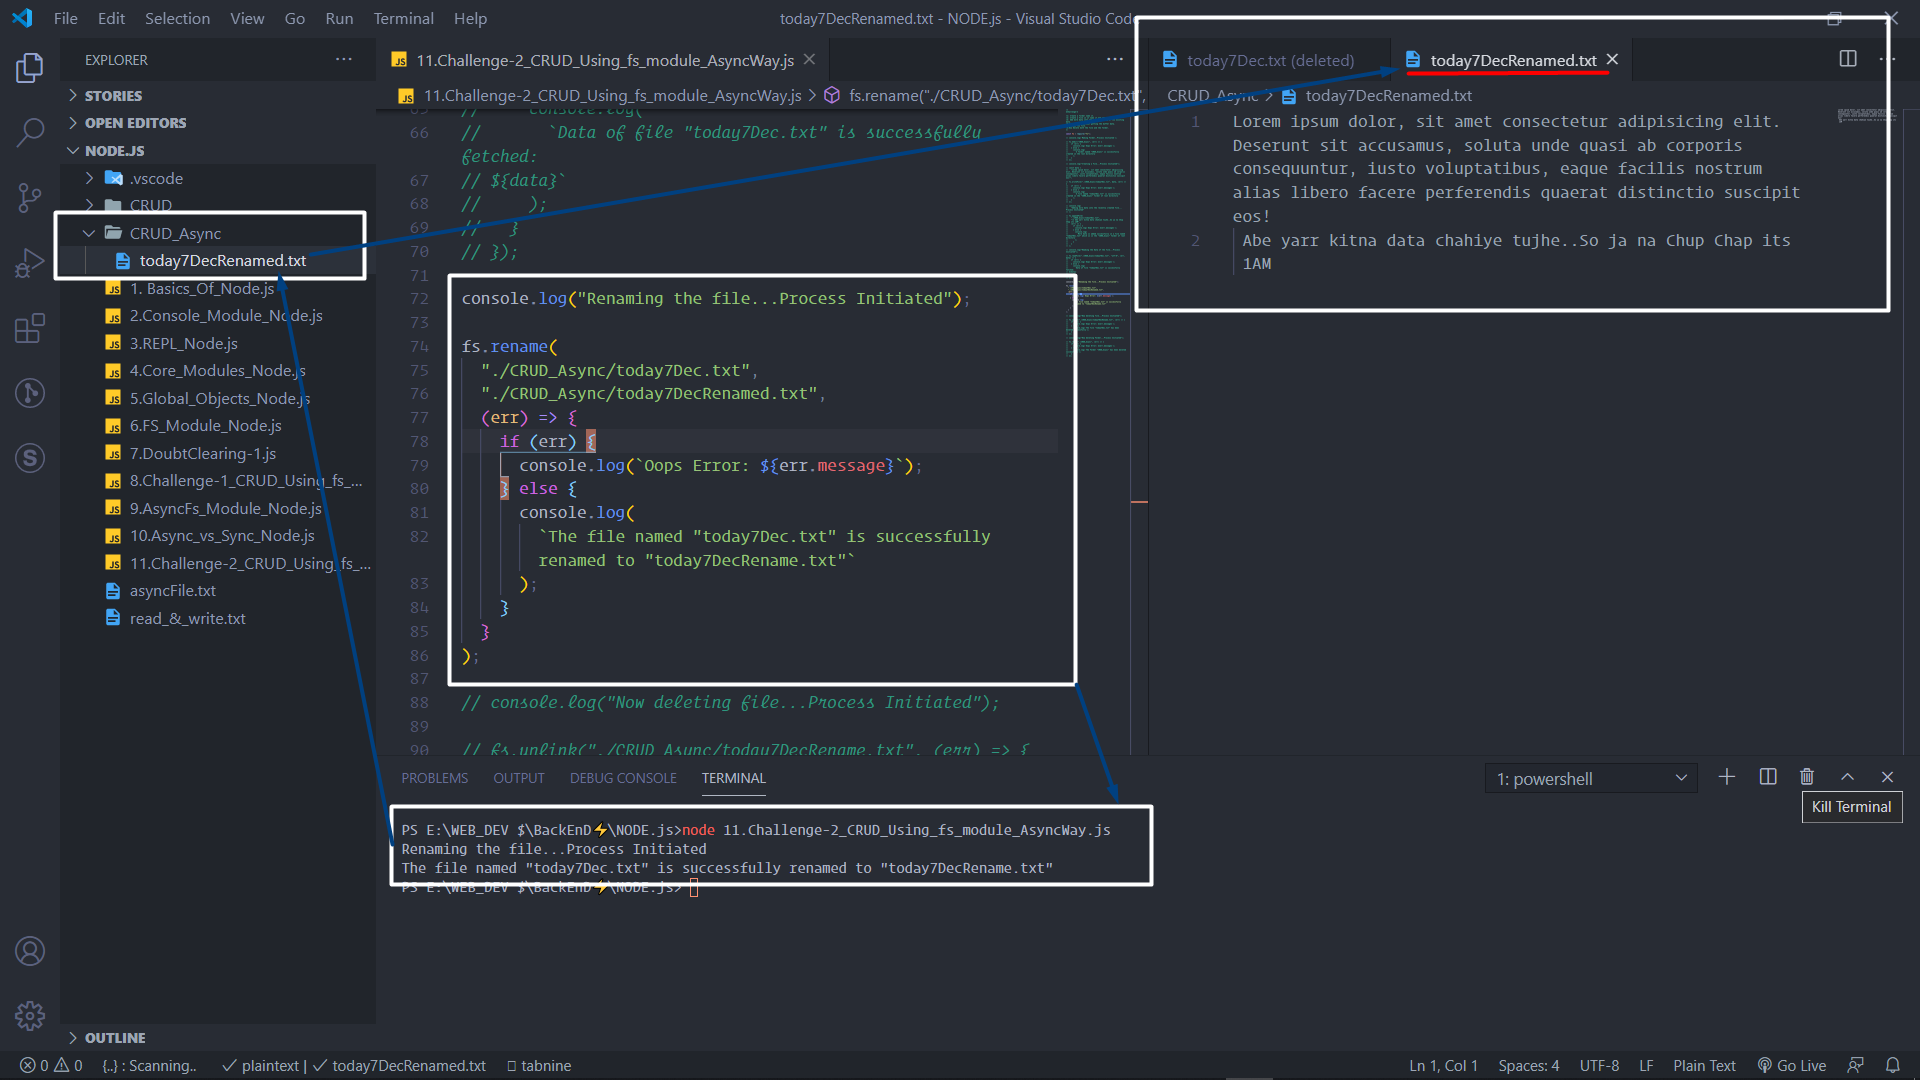 File Edit Selection View Go Run Terminal Help
today7DecRenamed.txt - NODE.js - Visual Studio Code
EXPLORER
STORIES
OPEN EDITORS
NODE.JS
.vscode
CRUD
CRUD_Async
today7DecRenamed.txt
1. Basics_Of_Node.js
2.Console_Module_Node.js
3.REPL_Node.js
4.Core_Modules_Node.js
5.Global_Objects_Node.js
6.FS_Module_Node.js
7.DoubtClearing-1.js
8.Challenge-1_CRUD_Using_fs_...
9.AsyncFs_Module_Node.js
10.Async_vs_Sync_Node.js
11.Challenge-2_CRUD_Using_fs_...
asyncFile.txt
read_&_write.txt
OUTLINE
11.Challenge-2_CRUD_Using_fs_module_AsyncWay.js
11.Challenge-2_CRUD_Using_fs_module_AsyncWay.js > fs.rename("./CRUD_Async/today7Dec.txt",
65 // console.log(
66 // `Data of file "today7Dec.txt" is successfully
fetched:
67 // ${data}`
68 // );
69 // }
70 // });
71
72 console.log("Renaming the file...Process Initiated");
73
74 fs.rename(
75 "./CRUD_Async/today7Dec.txt",
76 "./CRUD_Async/today7DecRenamed.txt",
77 (err) => {
78 if (err) {
79 console.log(`Oops Error: ${err.message}`);
80 } else {
81 console.log(
82 `The file named "today7Dec.txt" is successfully
renamed to "today7DecRename.txt"`
83 );
84 }
85 }
86 );
87
88 // console.log("Now deleting file...Process Initiated");
89
90 // fs.unlink("./CRUD_Async/today7DecRename.txt", (err) => {
today7Dec.txt (deleted)
today7DecRenamed.txt
CRUD_Async > today7DecRenamed.txt
1 Lorem ipsum dolor, sit amet consectetur adipisicing elit.
Deserunt sit accusamus, soluta unde quasi ab corporis
consequuntur, iusto voluptatibus, eaque facilis nostrum
alias libero facere perferendis quaerat distinctio suscipit
eos!
2 Abe yarr kitna data chahiye tujhe..So ja na Chup Chap its
1AM
PROBLEMS OUTPUT DEBUG CONSOLE TERMINAL
1: powershell
Kill Terminal
PS E:\WEB_DEV $\BackEnD⚡\NODE.js>node 11.Challenge-2_CRUD_Using_fs_module_AsyncWay.js
Renaming the file...Process Initiated
The file named "today7Dec.txt" is successfully renamed to "today7DecRename.txt"
PS E:\WEB_DEV $\BackEnD⚡\NODE.js>
0 0 {..} : Scanning.. ✓ plaintext | ✓ today7DecRenamed.txt tabnine
Ln 1, Col 1 Spaces: 4 UTF-8 LF Plain Text Go Live